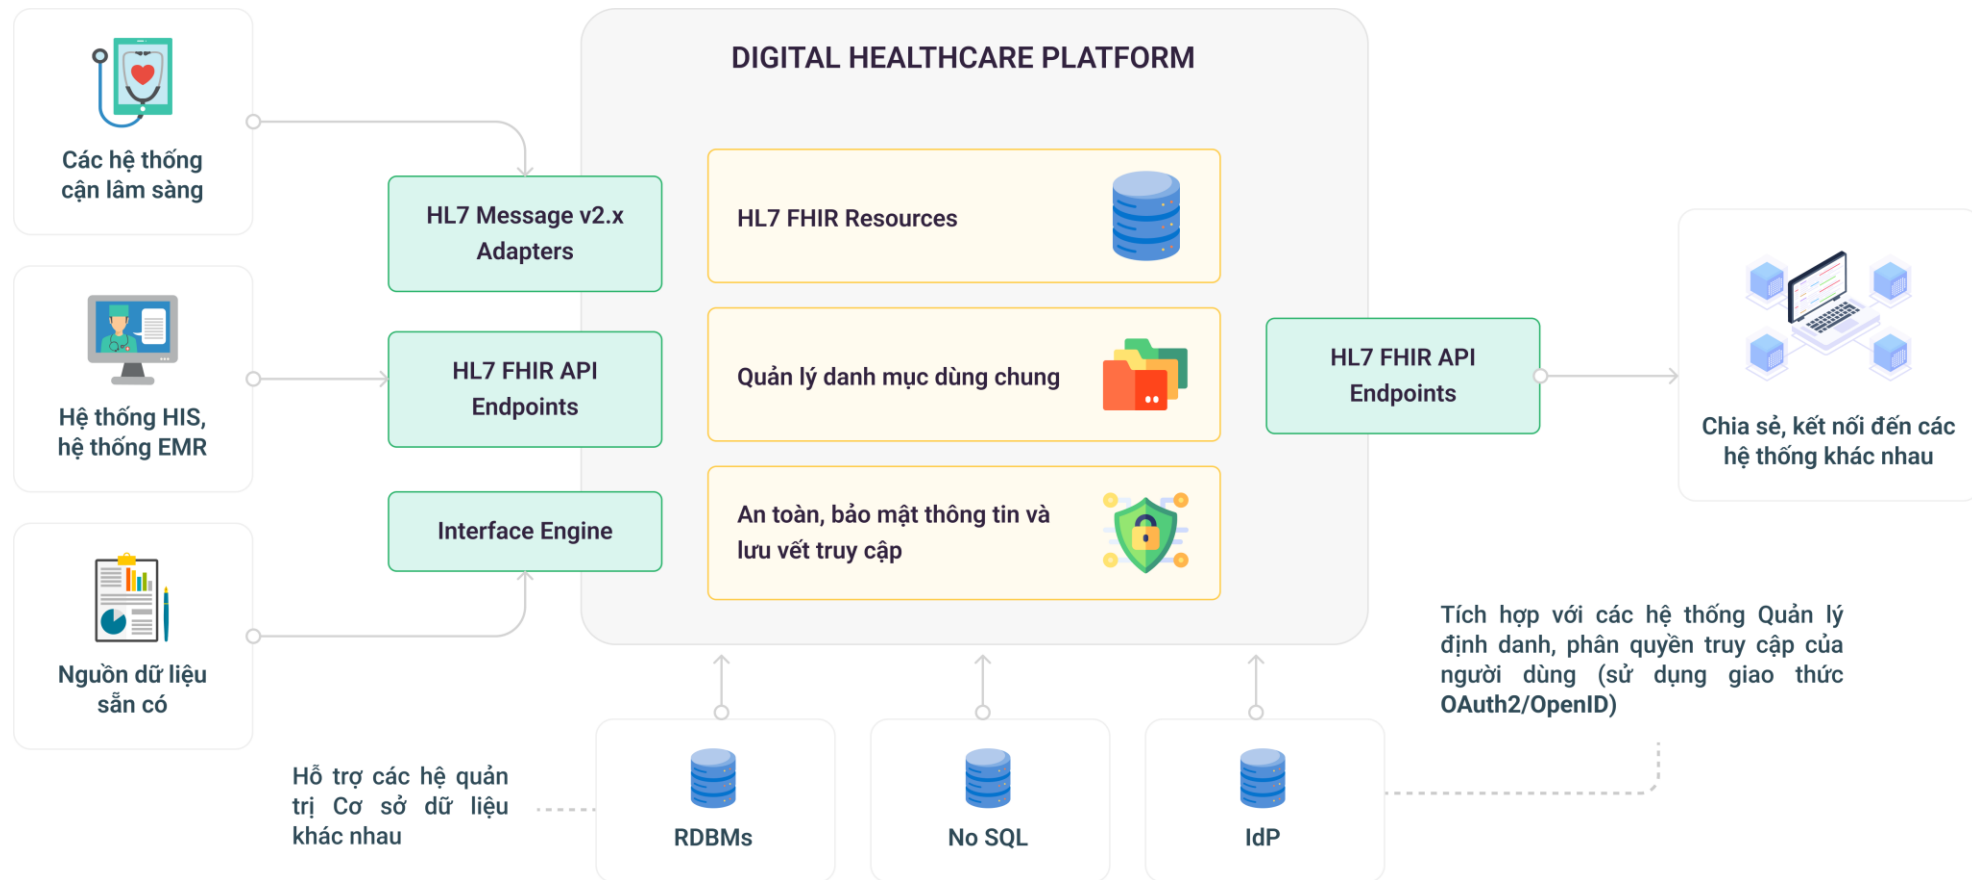 DIGITAL HEALTHCARE PLATFORM
Các hệ thống
cận lâm sàng
Hệ thống HIS,
hệ thống EMR
Nguồn dữ liệu
sẵn có
HL7 Message v2.x
Adapters
HL7 FHIR API
Endpoints
Interface Engine
HL7 FHIR Resources
Quản lý danh mục dùng chung
An toàn, bảo mật thông tin và
lưu vết truy cập
HL7 FHIR API
Endpoints
Chia sẻ, kết nối đến các
hệ thống khác nhau
Tích hợp với các hệ thống Quản lý
định danh, phân quyền truy cập của
người dùng (sử dụng giao thức
OAuth2/OpenID)
Hỗ trợ các hệ quản
trị Cơ sở dữ liệu
khác nhau
RDBMs
No SQL
IdP